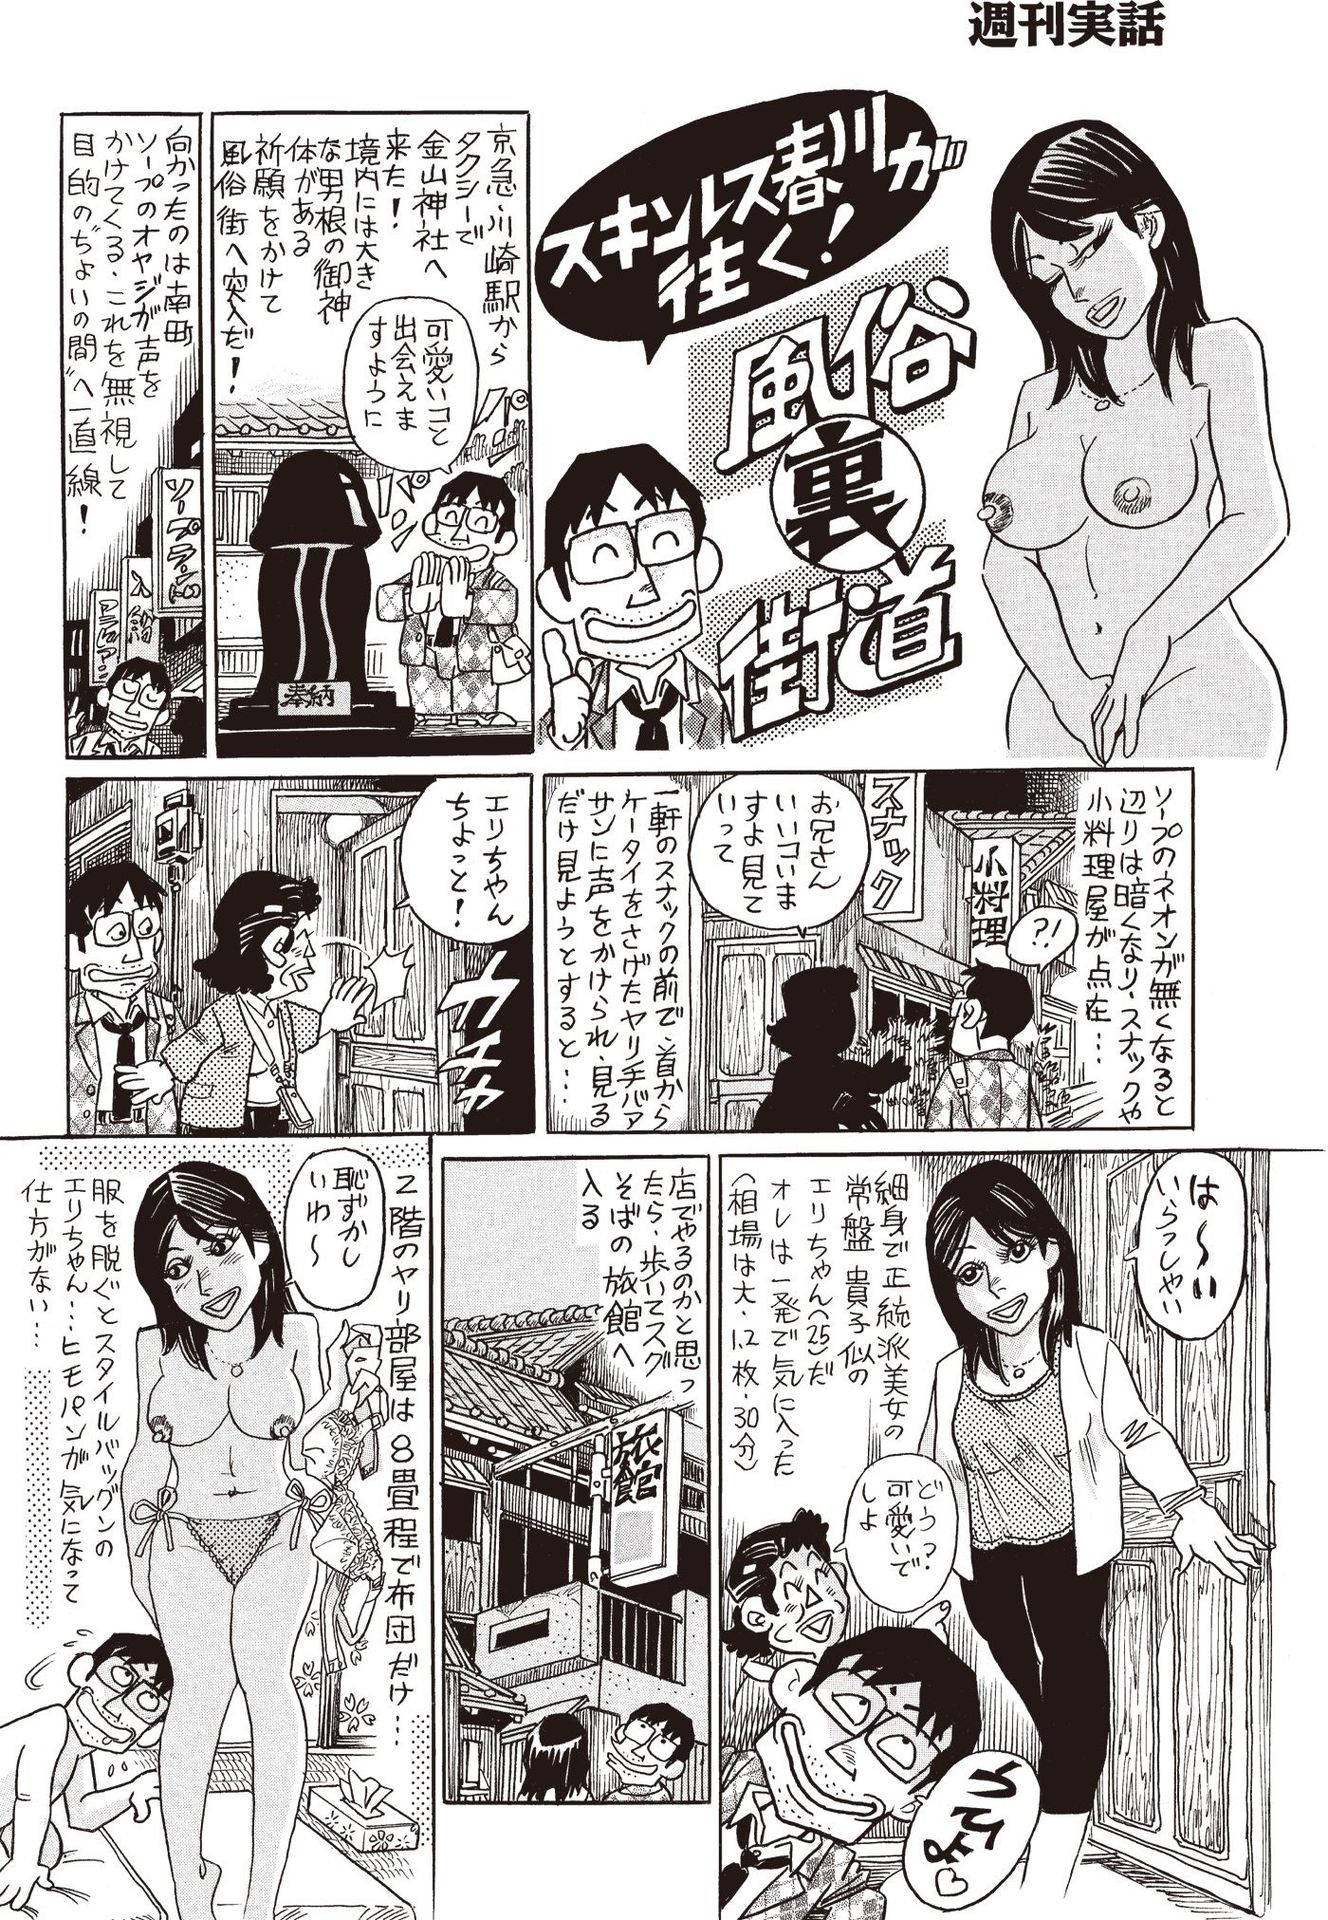 週刊実話
スキンレス春川が
往く!
風俗
裏
街道
京急・川崎駅から
タクシーで
金山神社へ
来た!
境内には大き
な男根の御神
体がある
祈願をかけて
風俗街へ突入だ!
可愛いコと
出会えま
すように
パン
パン
奉納
向かったのは南町
ソープのオヤジが声を
かけてくる・これを無視して
目的の"ぢょいの間"へ一直線!
ソープランド
入浴
ソープのネオンが無くなると
辺りは暗くなり、スナックや
小料理屋が点在・・・
?!
小料理
スナック
お兄さん
いいコいま
すよ見て
いって
一軒のスナックの前で、首から
ケータイをさげたヤリテバァ
サンに声をかけられ、見る
だけ見ようとすると・・・
エリちゃん
ちょっと!
ガチャ
は〜い
いらっしゃい
細身で正統派美女の
常盤貴子似の
エリちゃん(25)だ
オレは一発で気に入った
(相場は大・1.2枚・30分)
どうっ?
可愛いで
しょ
店でやるのかと思っ
たら、歩いてスグ
そばの旅館へ
入る
旅館
2階のヤリ部屋は8畳程で布団だけ・・・
恥ずかし
いわ〜
服を脱ぐとスタイルバツグンの
エリちゃん・・・ヒモパンが気になって
仕方がない・・・